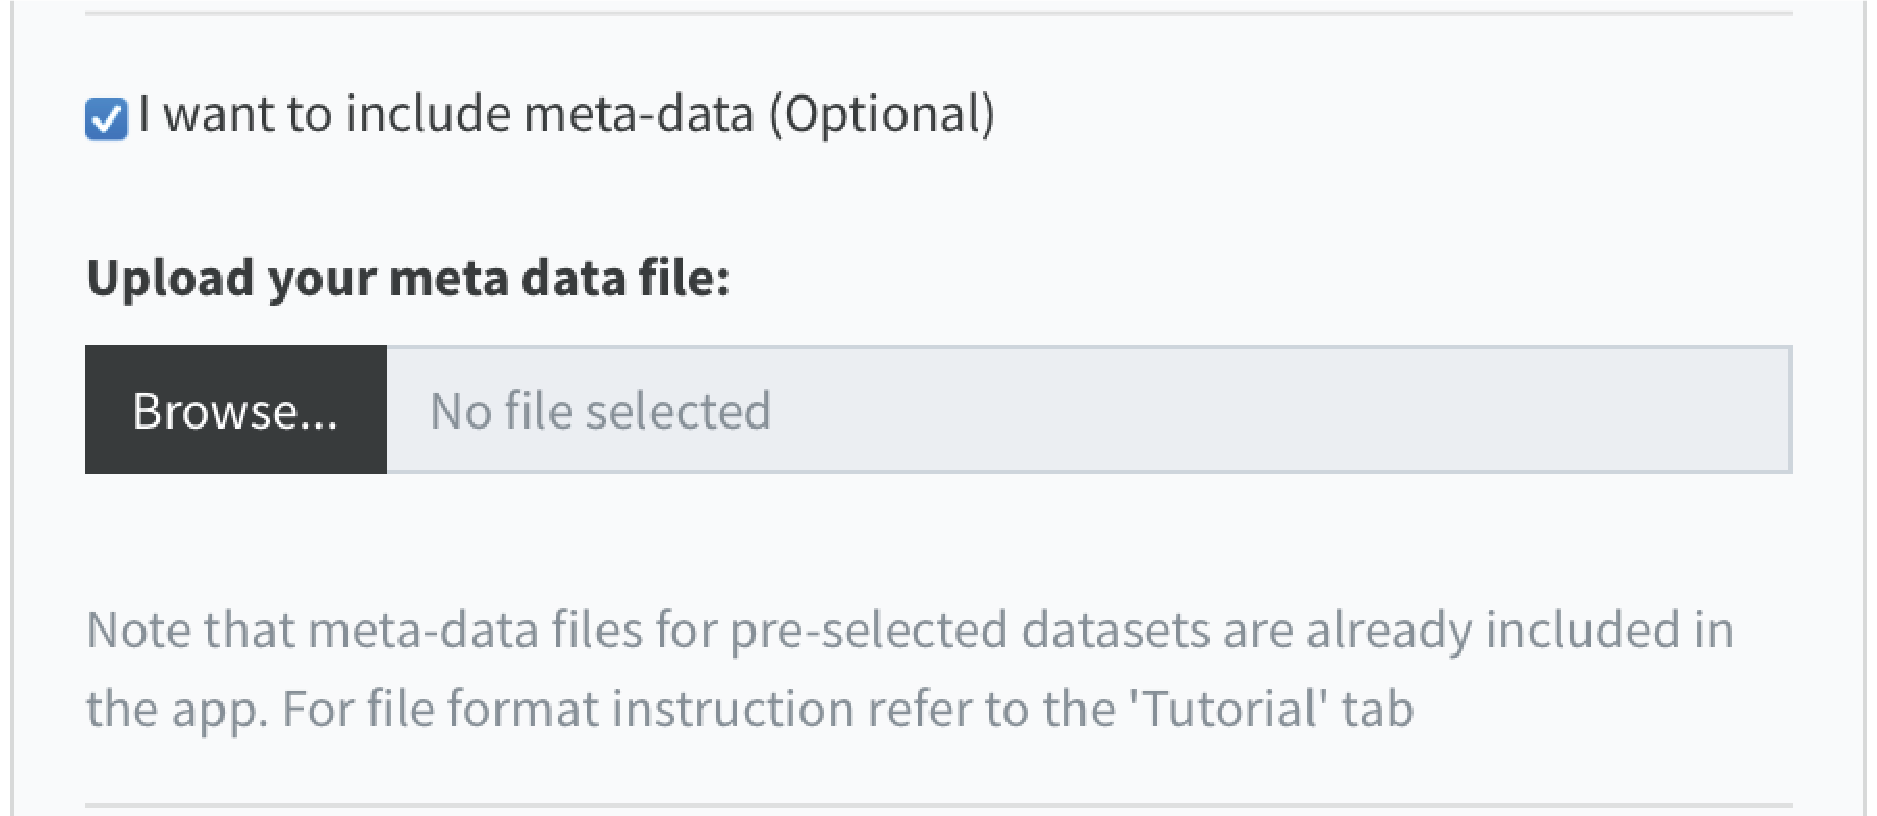 I want to include meta-data (Optional)
Upload your meta data file:
Browse... No file selected
Note that meta-data files for pre-selected datasets are already included in
the app. For file format instruction refer to the 'Tutorial' tab